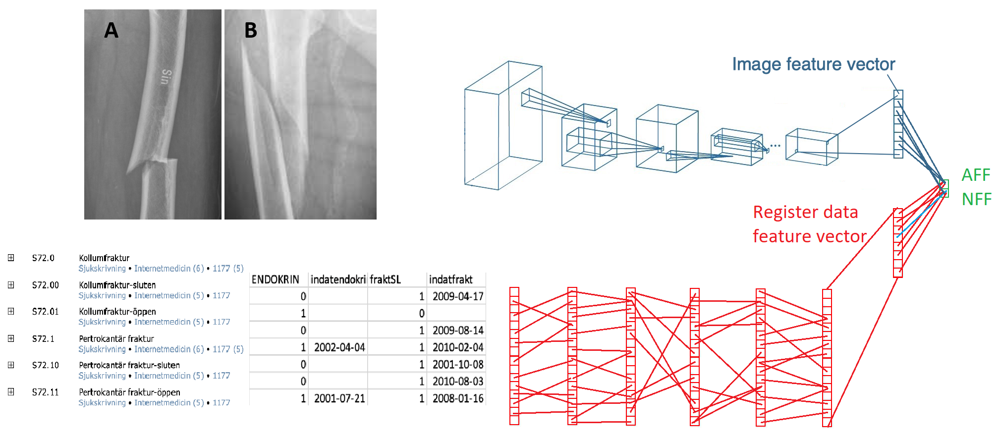 A
B
Sin
Image feature vector
...
AFF
NFF
Register data
feature vector
S72.0 Kollumfraktur
Sjukskrivning • Internetmedicin (6) • 1177 (5)
S72.00 Kollumfraktur-sluten
Sjukskrivning • Internetmedicin (5) • 1177
S72.01 Kollumfraktur-öppen
Sjukskrivning • Internetmedicin (5) • 1177
S72.1 Pertrokantär fraktur
Sjukskrivning • Internetmedicin (6) • 1177 (5)
S72.10 Pertrokantär fraktur-sluten
Sjukskrivning • Internetmedicin (5) • 1177
S72.11 Pertrokantär fraktur-öppen
Sjukskrivning • Internetmedicin (5) • 1177
ENDOKRIN indatendokri fraktSL indatfrakt
0 1 2009-04-17
1 0
0 1 2009-08-14
1 2002-04-04 1 2010-02-04
0 1 2001-10-08
0 1 2010-08-03
1 2001-07-21 1 2008-01-16